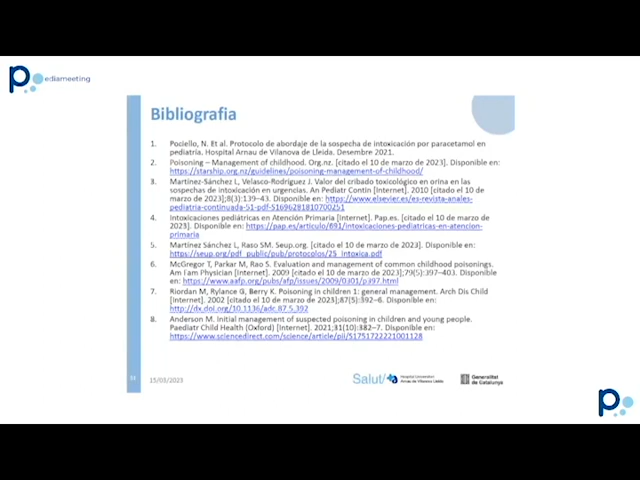 Pediameeting
Bibliografia
1. Pociello, N. Et al. Protocolo de abordaje de la sospecha de intoxicación por paracetamol en
pediatría. Hospital Arnau de Vilanova de Lleida. Desembre 2021.
2. Poisoning – Management of childhood. Org.nz. [citado el 10 de marzo de 2023]. Disponible en:
https://starship.org.nz/guidelines/poisoning-management-of-childhood/
3. Martínez-Sánchez L, Velasco-Rodríguez J. Valor del cribado toxicológico en orina en las
sospechas de intoxicación en urgencias. An Pediatr Contin [Internet]. 2010 [citado el 10 de
marzo de 2023];8(3):139–43. Disponible en: https://www.elsevier.es/es-revista-anales-
pediatria-continuada-51-pdf-S1696281810700251
4. Intoxicaciones pediátricas en Atención Primaria [Internet]. Pap.es. [citado el 10 de marzo de
2023]. Disponible en: https://pap.es/articulo/691/intoxicaciones-pediatricas-en-atencion-
primaria
5. Martínez Sánchez L, Raso SM. Seup.org. [citado el 10 de marzo de 2023]. Disponible en:
https://seup.org/pdf_public/pub/protocolos/25_intoxica.pdf
6. McGregor T, Parkar M, Rao S. Evaluation and management of common childhood poisonings.
Am Fam Physician [Internet]. 2009 [citado el 10 de marzo de 2023];79(5):397–403. Disponible
en: https://www.aafp.org/pubs/afp/issues/2009/0301/p397.html
7. Riordan M, Rylance G, Berry K. Poisoning in children 1: general management. Arch Dis Child
[Internet]. 2002 [citado el 10 de marzo de 2023];87(5):392–6. Disponible en:
http://dx.doi.org/10.1136/adc.87.5.392
8. Anderson M. Initial management of suspected poisoning in children and young people.
Paediatr Child Health (Oxford) [Internet]. 2021;31(10):382–7. Disponible en:
https://www.sciencedirect.com/science/article/pii/S1751722221001128
15/03/2023
Salut/ Hospital Universitari
Arnau de Vilanova Lleida
Generalitat
de Catalunya
p